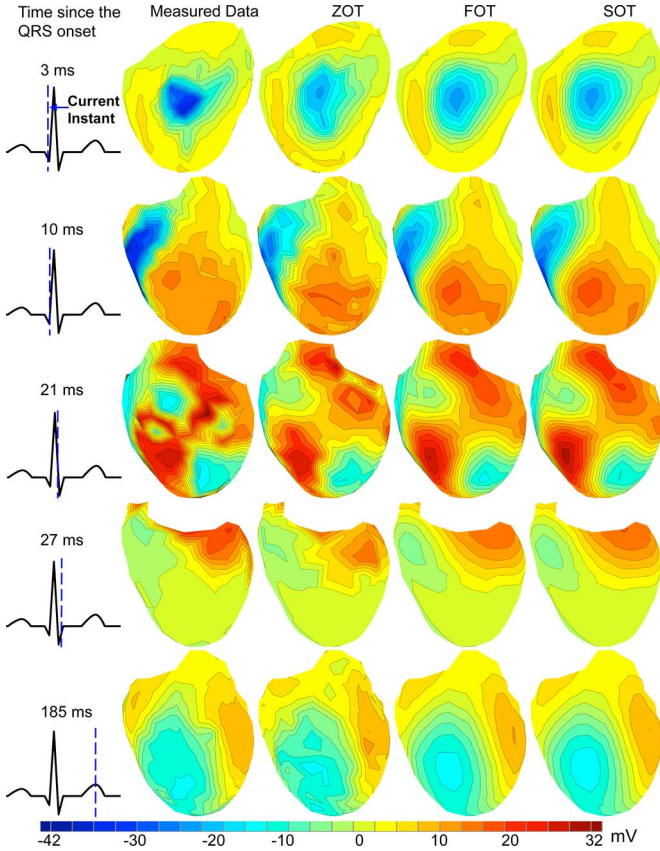 Time since the Measured Data ZOT FOT SOT
QRS onset
3 ms
Current
Instant
10 ms
21 ms
27 ms
185 ms
-42 -30 -20 -10 0 10 20 32 mV